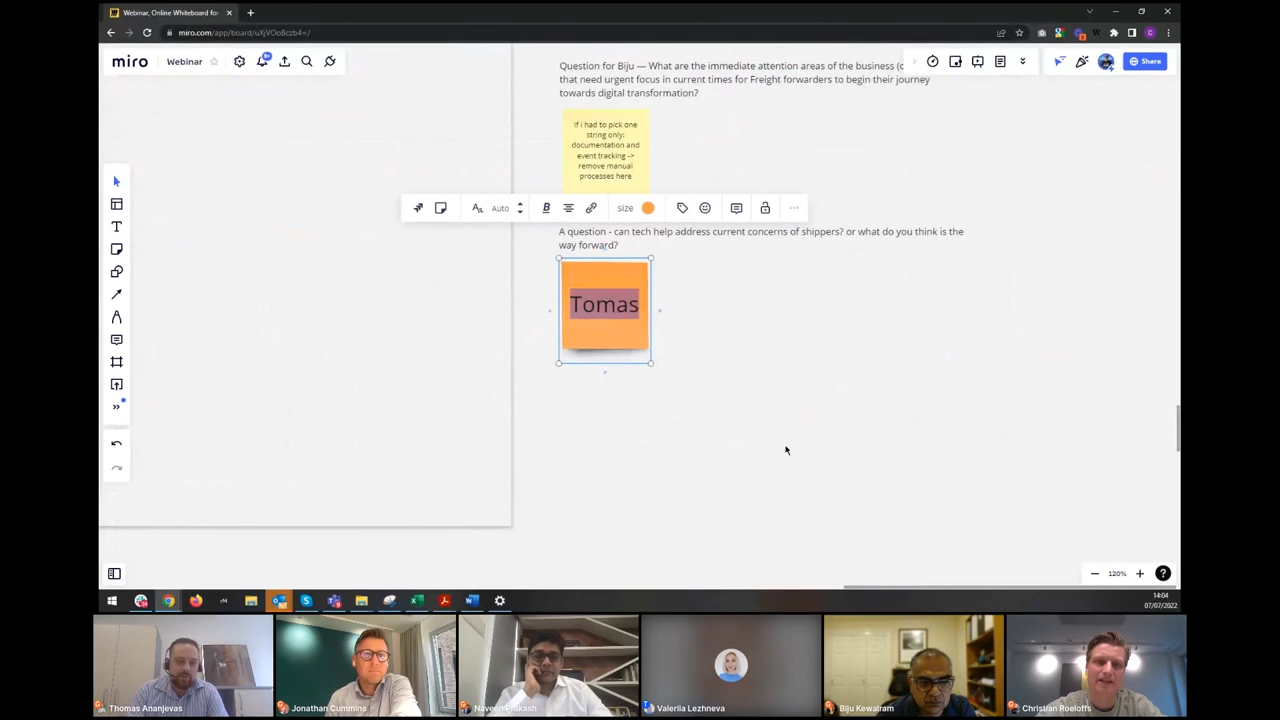 Webinar, Online Whiteboard for
miro.com/app/board/uXjVOoBczb4=/
C
miro
Webinar
Share
Question for Biju — What are the immediate attention areas of the business (
that need urgent focus in current times for Freight forwarders to begin their journey
towards digital transformation?
If i had to pick one
string only:
documentation and
event tracking ->
remove manual
processes here
Auto
B
size
A question - can tech help address current concerns of shippers? or what do you think is the
way forward?
Tomas
120%
?
14:04
07/07/2022
Thomas Ananjevas
Jonathan Cummins
Naveen Prakash
Valeriia Lezhneva
Biju Kewalram
Christian Roeloffs